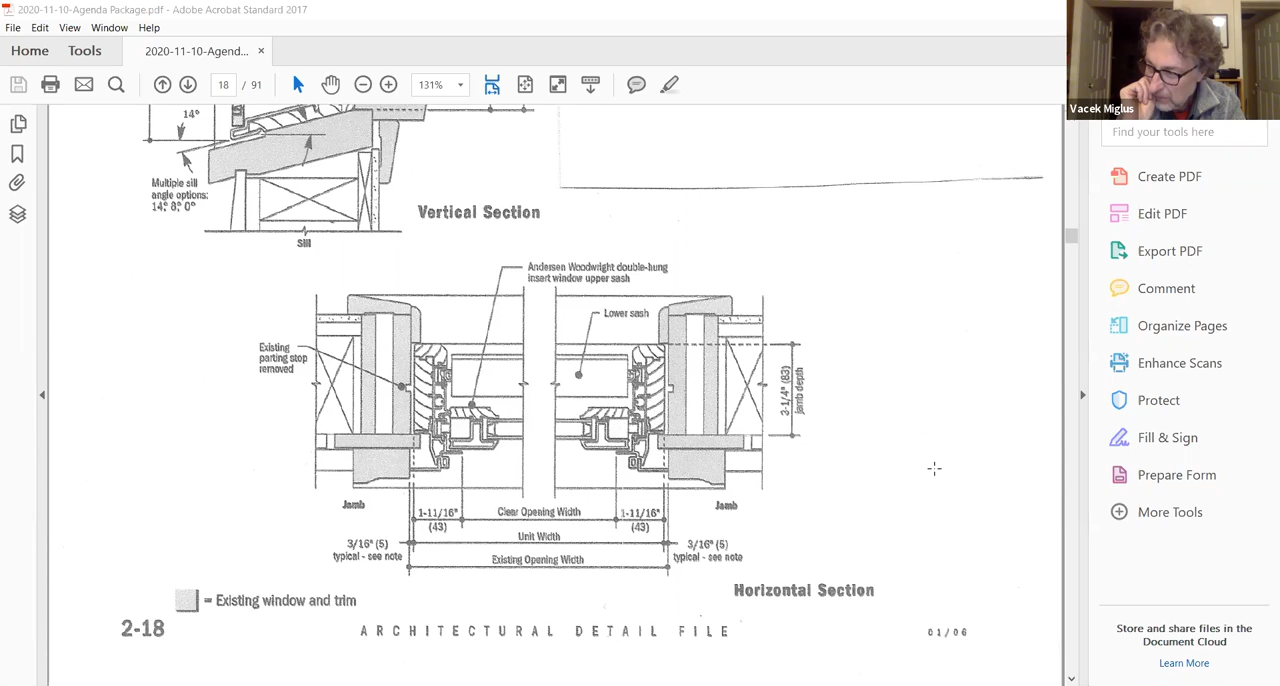 2020-11-10-Agenda Package.pdf - Adobe Acrobat Standard 2017
File Edit View Window Help
Home Tools 2020-11-10-Agend... ×
18 / 91 131%
Vacek Miglus
Find your tools here
Create PDF
Edit PDF
Export PDF
Comment
Organize Pages
Enhance Scans
Protect
Fill & Sign
Prepare Form
More Tools
Store and share files in the
Document Cloud
Learn More
14°
Multiple sill
angle options:
14°, 8°, 0°
Sill
Vertical Section
Andersen Woodwright double-hung
insert window upper sash
Lower sash
Existing
parting stop
removed
3-1/4" (83)
jamb depth
Jamb
Jamb
1-11/16"
(43)
Clear Opening Width
1-11/16"
(43)
Unit Width
3/16" (5)
typical - see note
3/16" (5)
typical - see note
Existing Opening Width
Horizontal Section
= Existing window and trim
2-18
ARCHITECTURAL DETAIL FILE
01/06